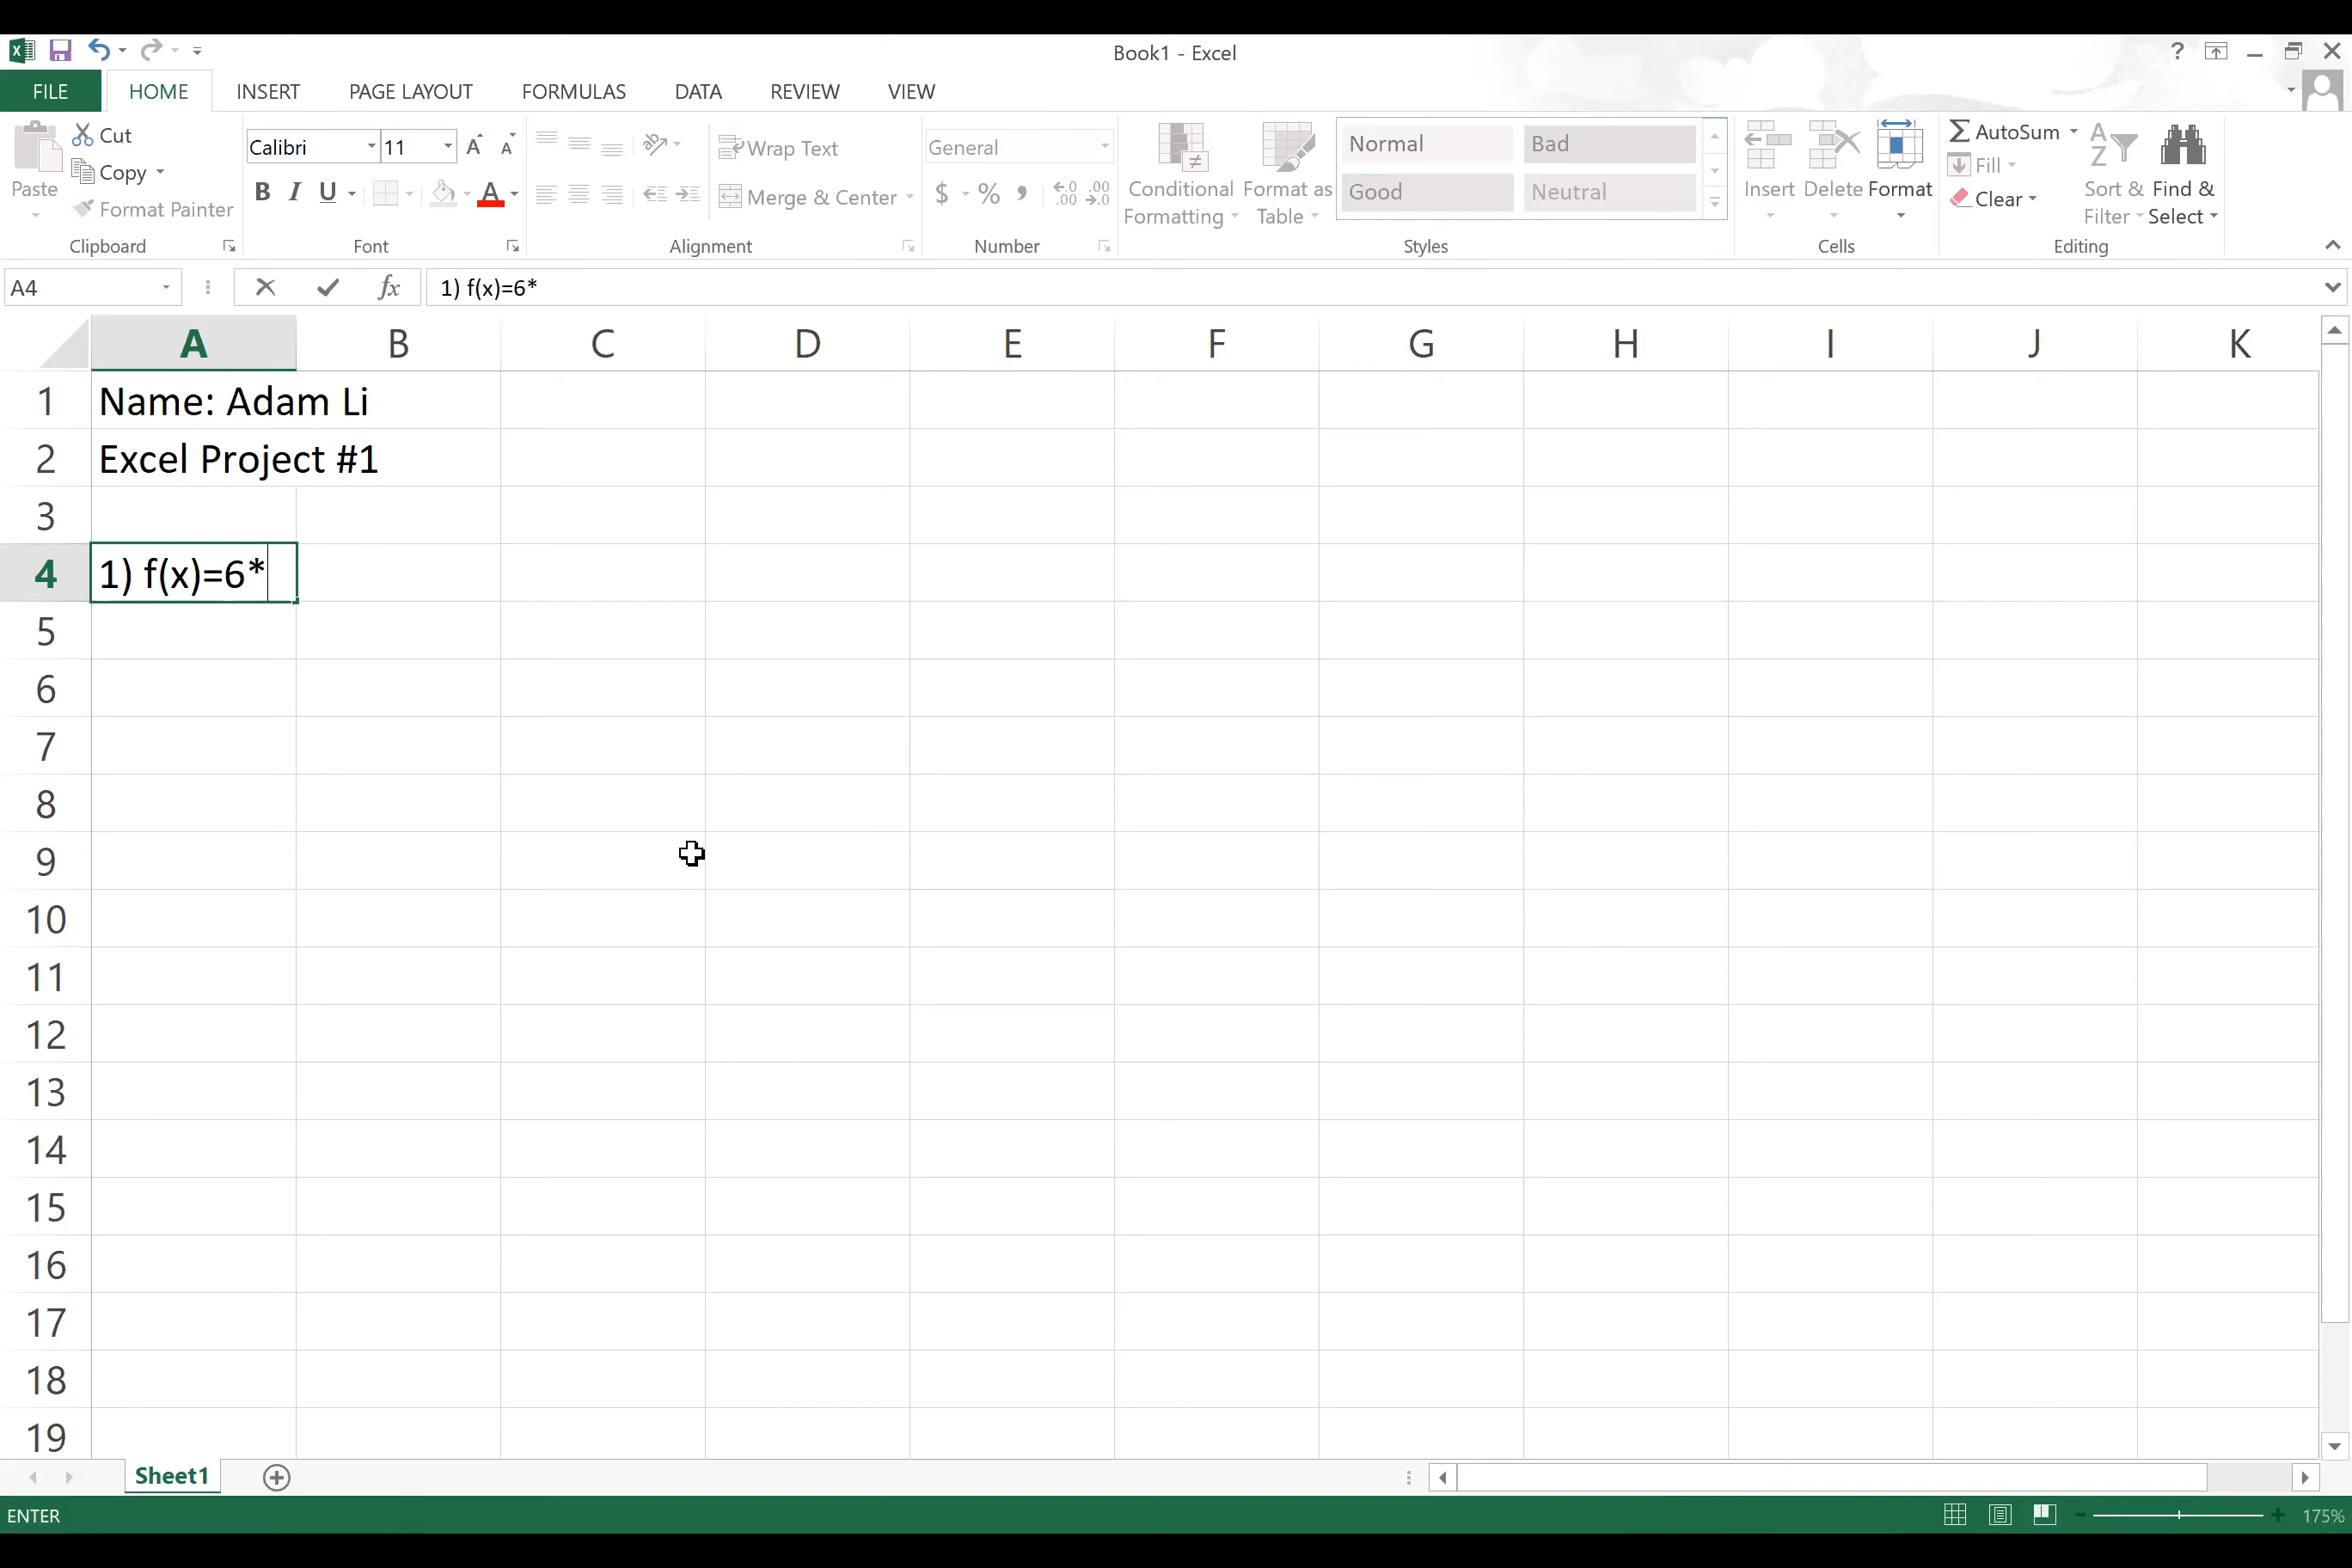 Book1 - Excel
?
FILE HOME INSERT PAGE LAYOUT FORMULAS DATA REVIEW VIEW
Paste
Cut
Copy
Format Painter
Clipboard
Calibri 11 A A
B I U A
Font
Wrap Text
Merge & Center
Alignment
General
$ % , .0 .00 .00 .0
Number
Conditional Formatting
Format as Table
Normal Bad
Good Neutral
Styles
Insert Delete Format
Cells
Σ AutoSum
Fill
Clear
A Z
Sort & Filter
Find & Select
Editing
A4 fx 1) f(x)=6*
A B C D E F G H I J K
1 Name: Adam Li
2 Excel Project #1
3
4 1) f(x)=6*
5
6
7
8
9
10
11
12
13
14
15
16
17
18
19
Sheet1
ENTER 175%